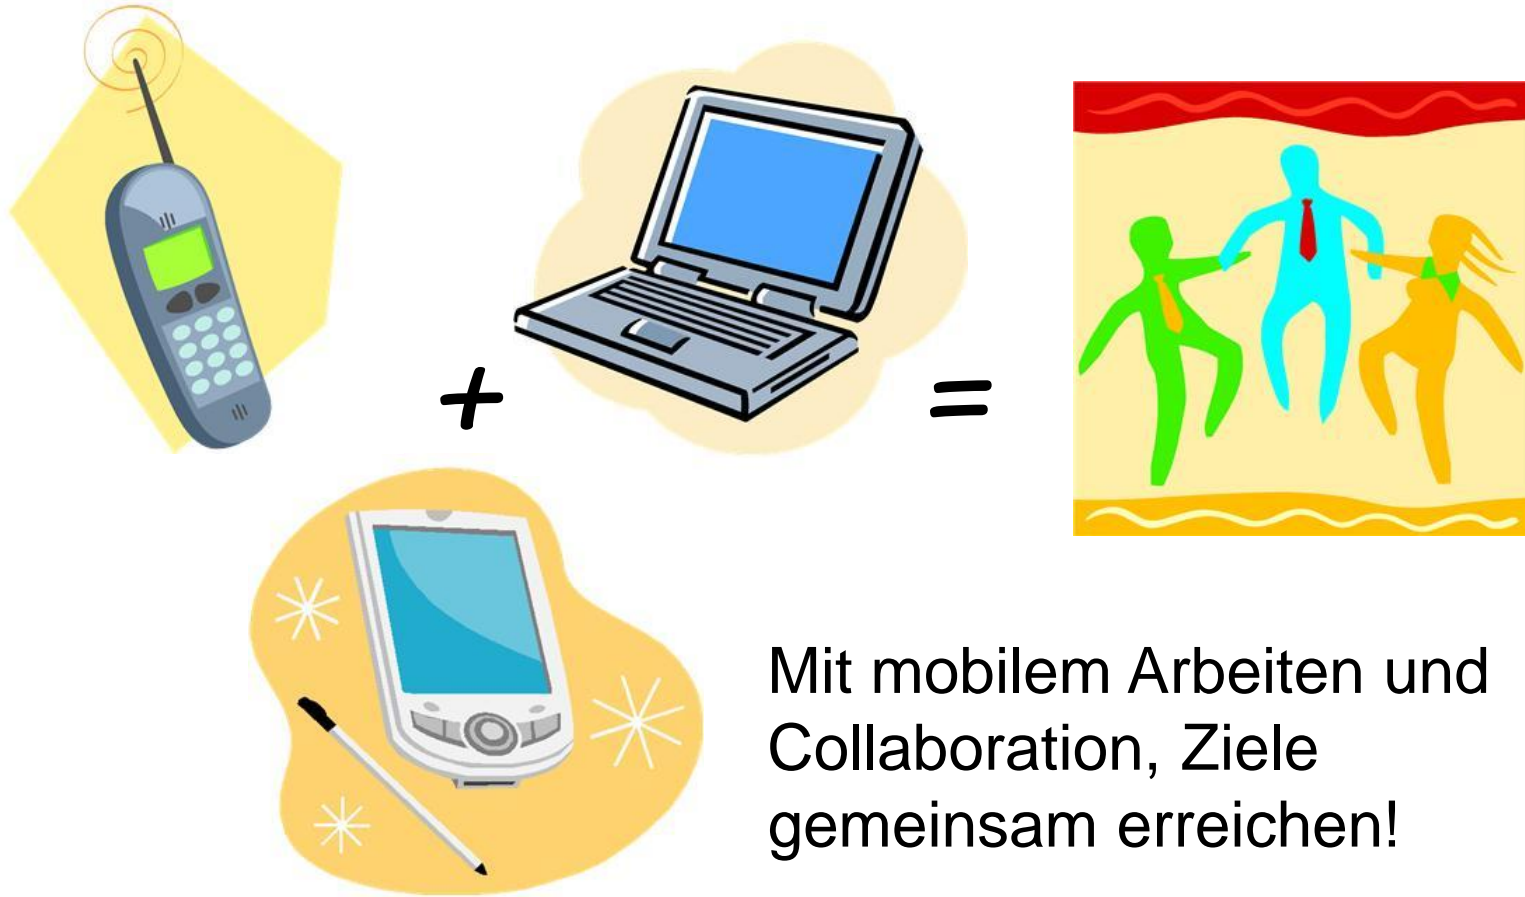 + =
Mit mobilem Arbeiten und
Collaboration, Ziele
gemeinsam erreichen!